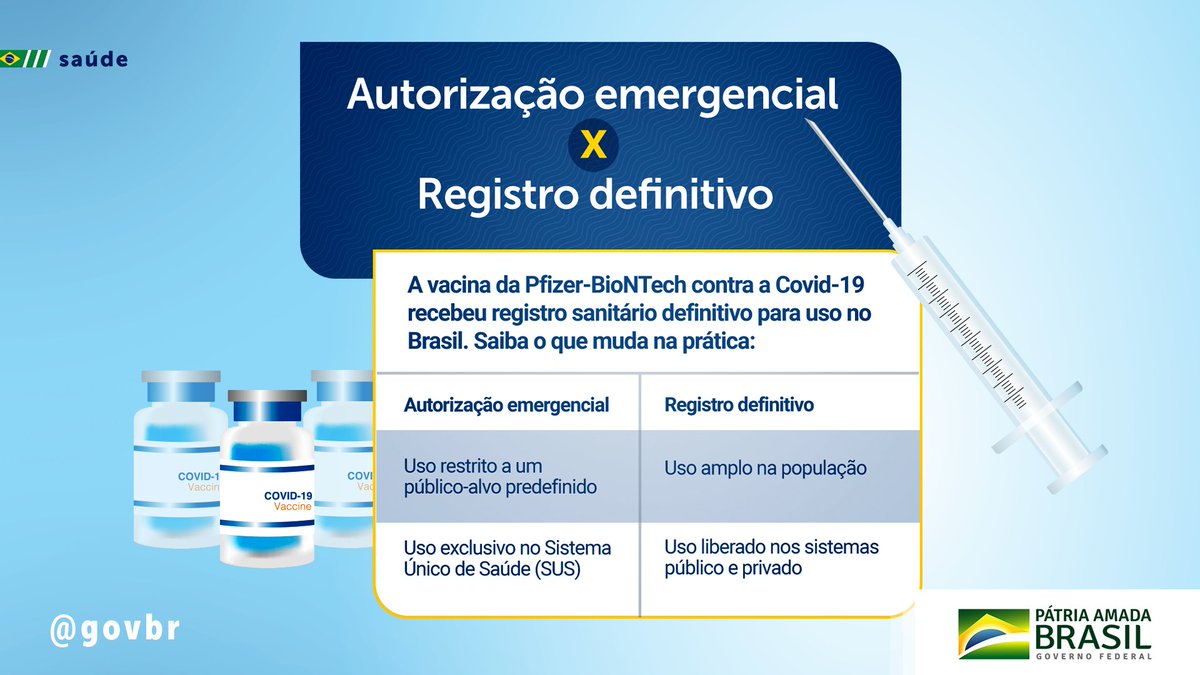 saúde
Autorização emergencial
X
Registro definitivo
A vacina da Pfizer-BioNTech contra a Covid-19
recebeu registro sanitário definitivo para uso no
Brasil. Saiba o que muda na prática:
Autorização emergencial
Registro definitivo
Uso restrito a um
público-alvo predefinido
Uso amplo na população
Uso exclusivo no Sistema
Único de Saúde (SUS)
Uso liberado nos sistemas
público e privado
COVID-1
Vaccin
COVID-19
Vaccine
COVID
Va
@govbr
PÁTRIA AMADA
BRASIL
GOVERNO FEDERAL